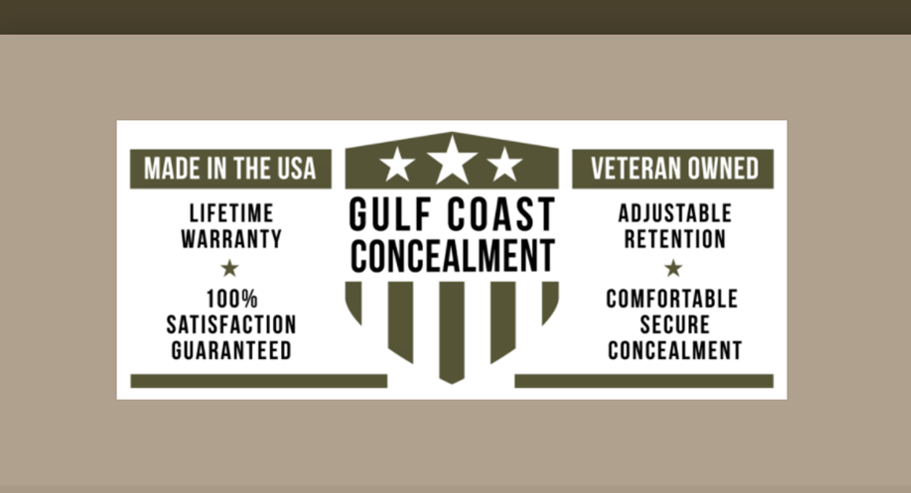 MADE IN THE USA
LIFETIME
WARRANTY
100%
SATISFACTION
GUARANTEED
GULF COAST
CONCEALMENT
VETERAN OWNED
ADJUSTABLE
RETENTION
COMFORTABLE
SECURE
CONCEALMENT